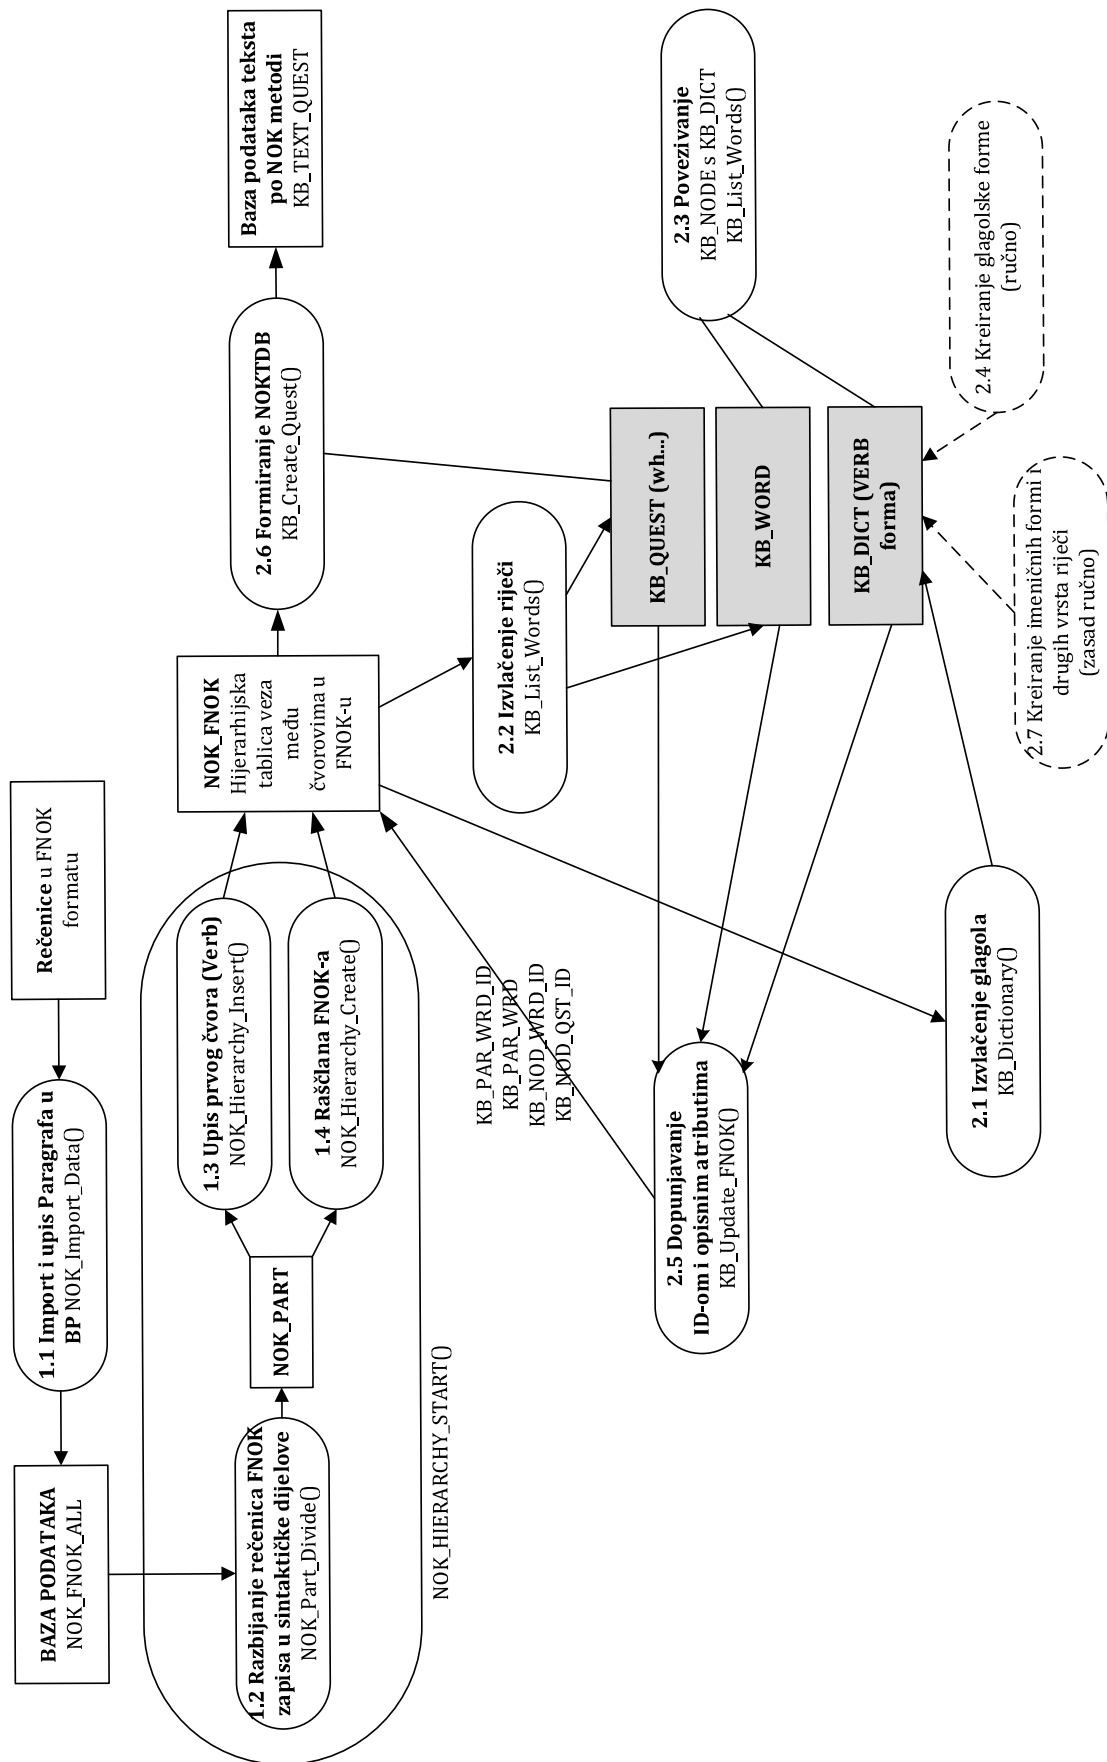 Rečenice u FNOK
formatu
1.1 Import i upis Paragrafa u
BP NOK_Import_Data()
BAZA PODATAKA
NOK_FNOK_ALL
1.2 Razbijanje rečenica FNOK
zapisa u sintaktičke dijelove
NOK_Part_Divide()
NOK_PART
1.3 Upis prvog čvora (Verb)
NOK_Hierarchy_Insert()
1.4 Raščlana FNOK-a
NOK_Hierarchy_Create()
NOK_HIERARCHY_START()
NOK_FNOK
Hijerarhijska
tablica veza
među
čvorovima u
FNOK-u
2.6 Formiranje NOKTDB
KB_Create_Quest()
Baza podataka teksta
po NOK metodi
KB_TEXT_QUEST
2.2 Izvlačenje riječi
KB_List_Words()
KB_PAR_WRD_ID
KB_PAR_WRD
KB_NOD_WRD_ID
KB_NOD_QST_ID
KB_QUEST (wh...)
KB_WORD
KB_DICT (VERB
forma)
2.3 Povezivanje
KB_NODE s KB_DICT
KB_List_Words()
2.5 Dopunjavanje
ID-om i opisnim atributima
KB_Update_FNOK()
2.1 Izvlačenje glagola
KB_Dictionary()
2.4 Kreiranje glagolske forme
(ručno)
2.7 Kreiranje imeničnih formi i
drugih vrsta riječi
(zasad ručno)